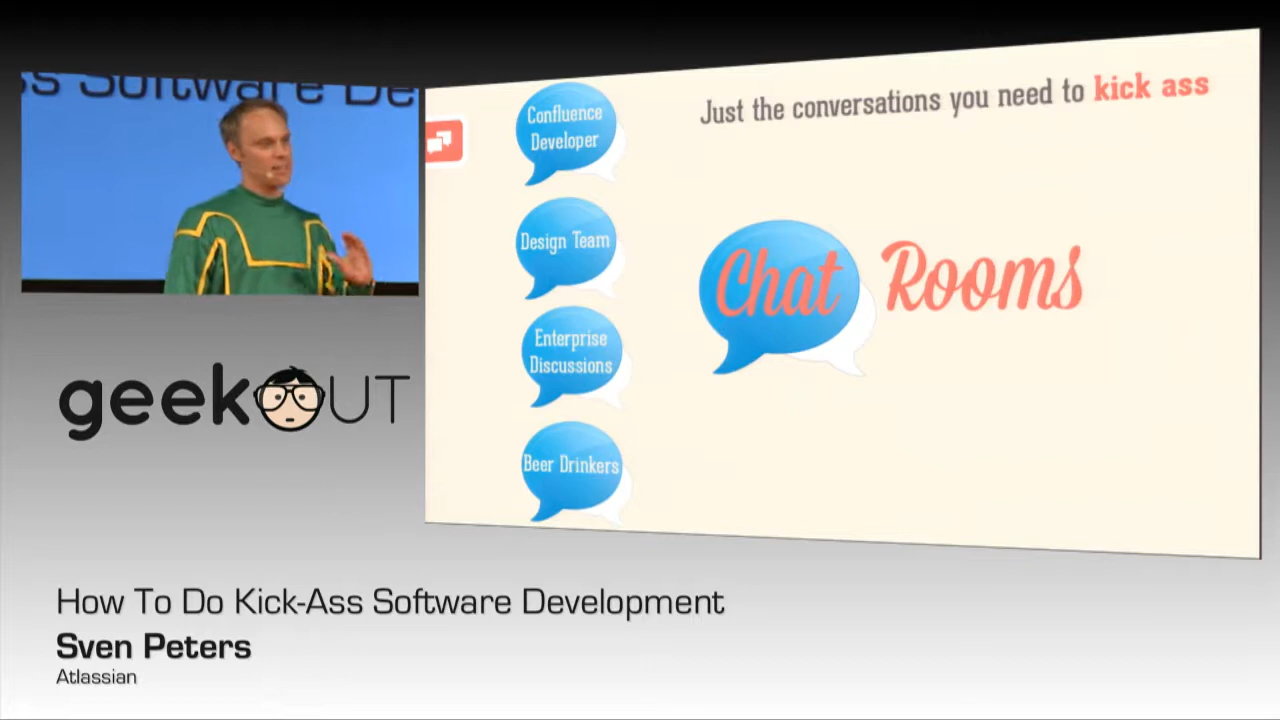 ss Software De
Confluence
Developer
Design Team
Enterprise
Discussions
Beer Drinkers
Just the conversations you need to kick ass
Chat Rooms
geekOUT
How To Do Kick-Ass Software Development
Sven Peters
Atlassian